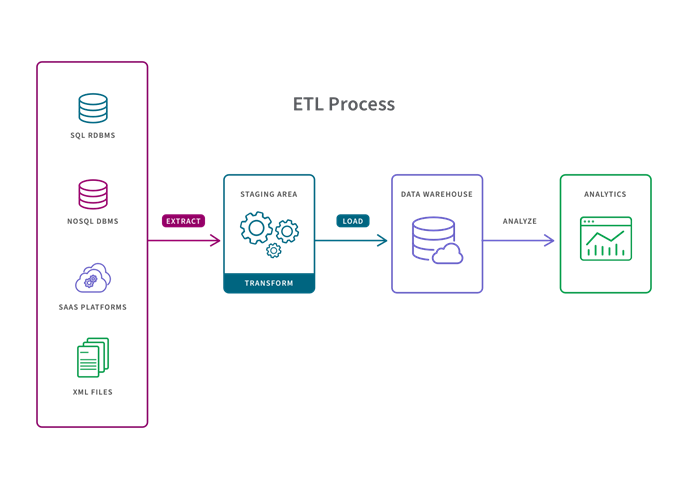 ETL Process
SQL RDBMS
NOSQL DBMS
SAAS PLATFORMS
XML FILES
EXTRACT
STAGING AREA
TRANSFORM
LOAD
DATA WAREHOUSE
ANALYZE
ANALYTICS